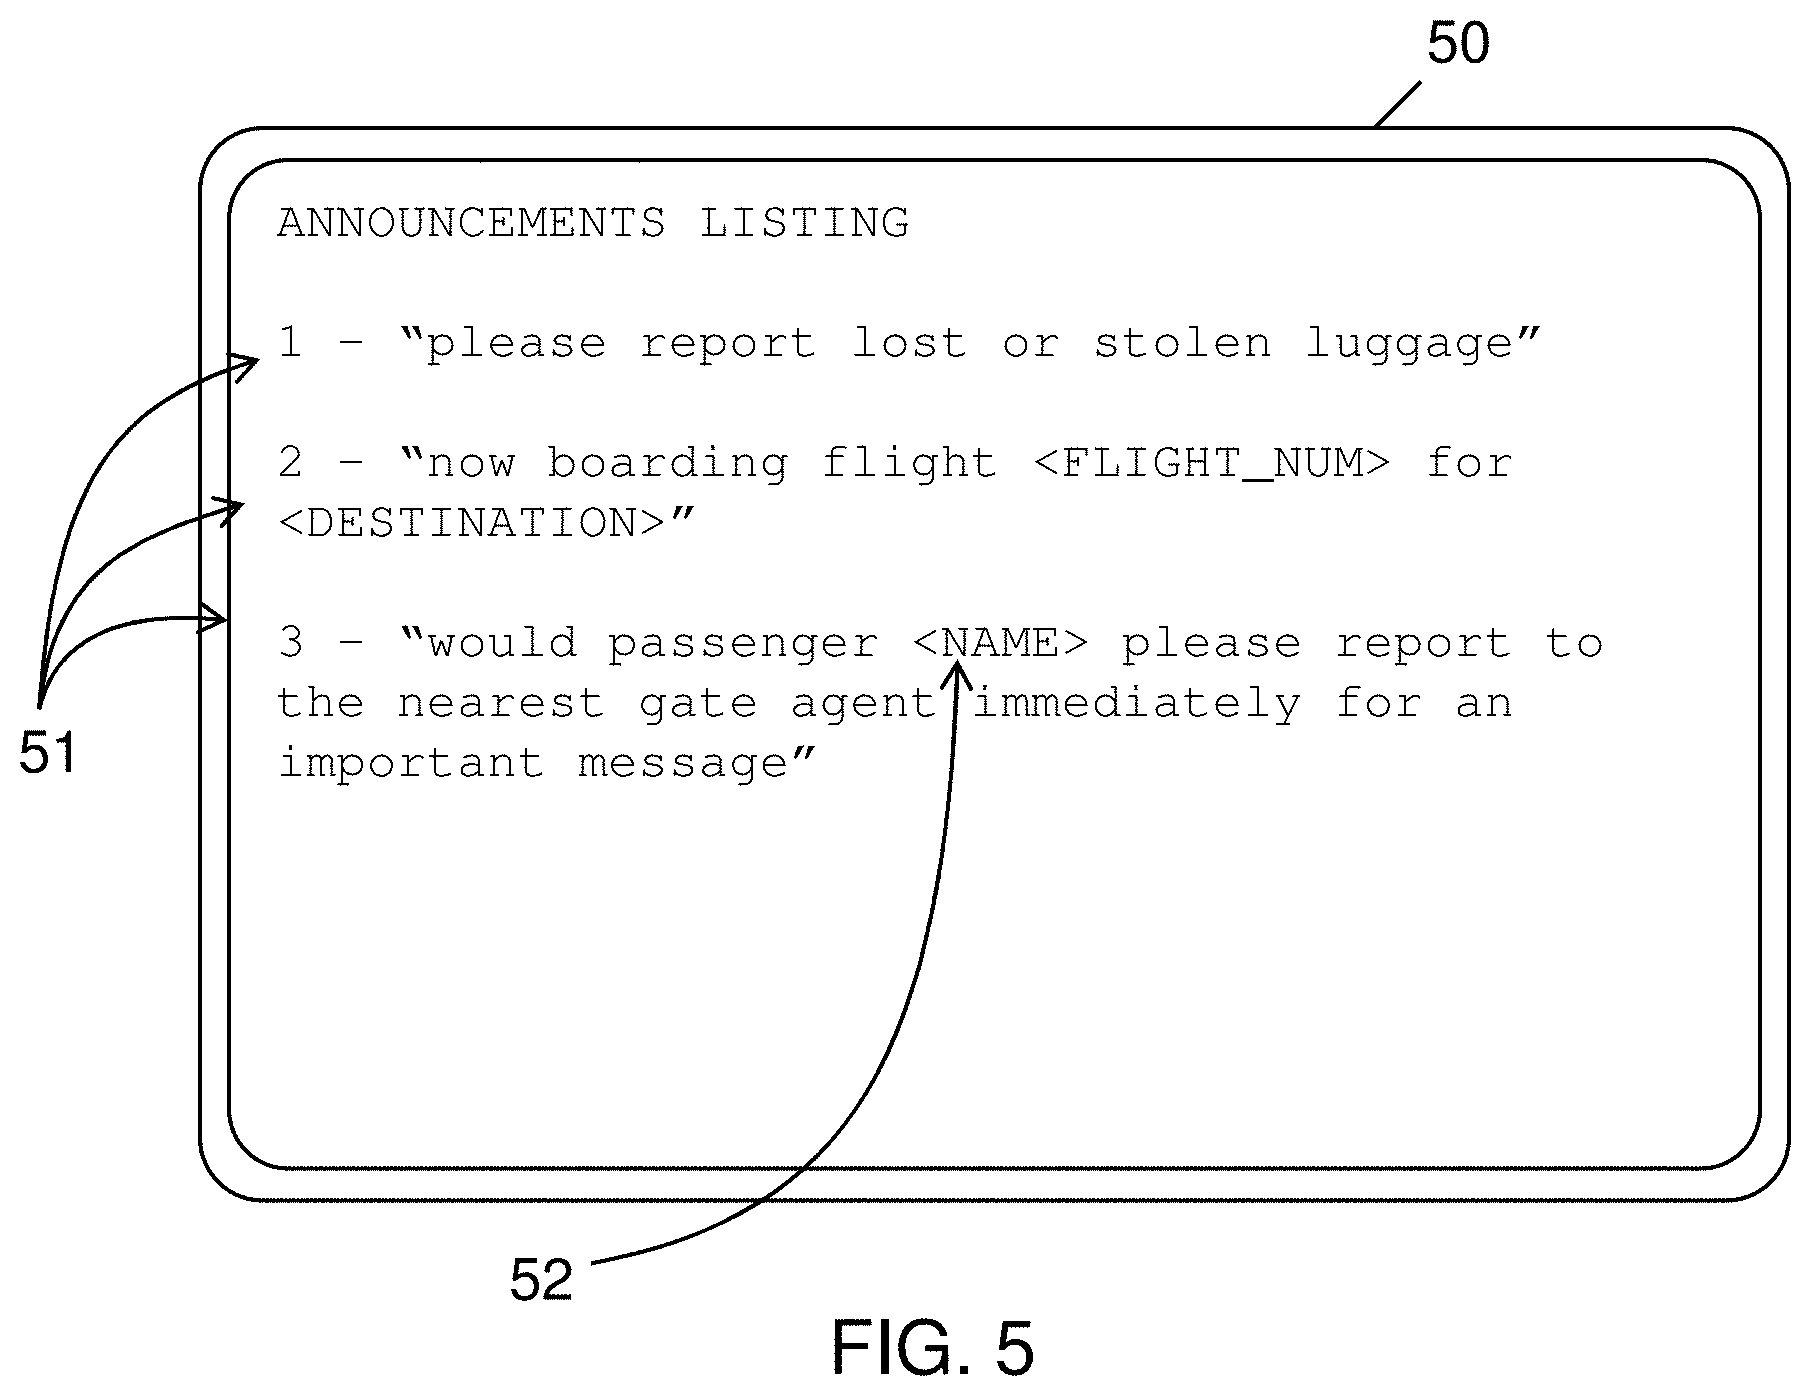 50
ANNOUNCEMENTS LISTING
1 – “please report lost or stolen luggage”
2 – “now boarding flight <FLIGHT_NUM> for
<DESTINATION>”
3 – “would passenger <NAME> please report to
the nearest gate agent immediately for an
important message”
51
52
FIG. 5